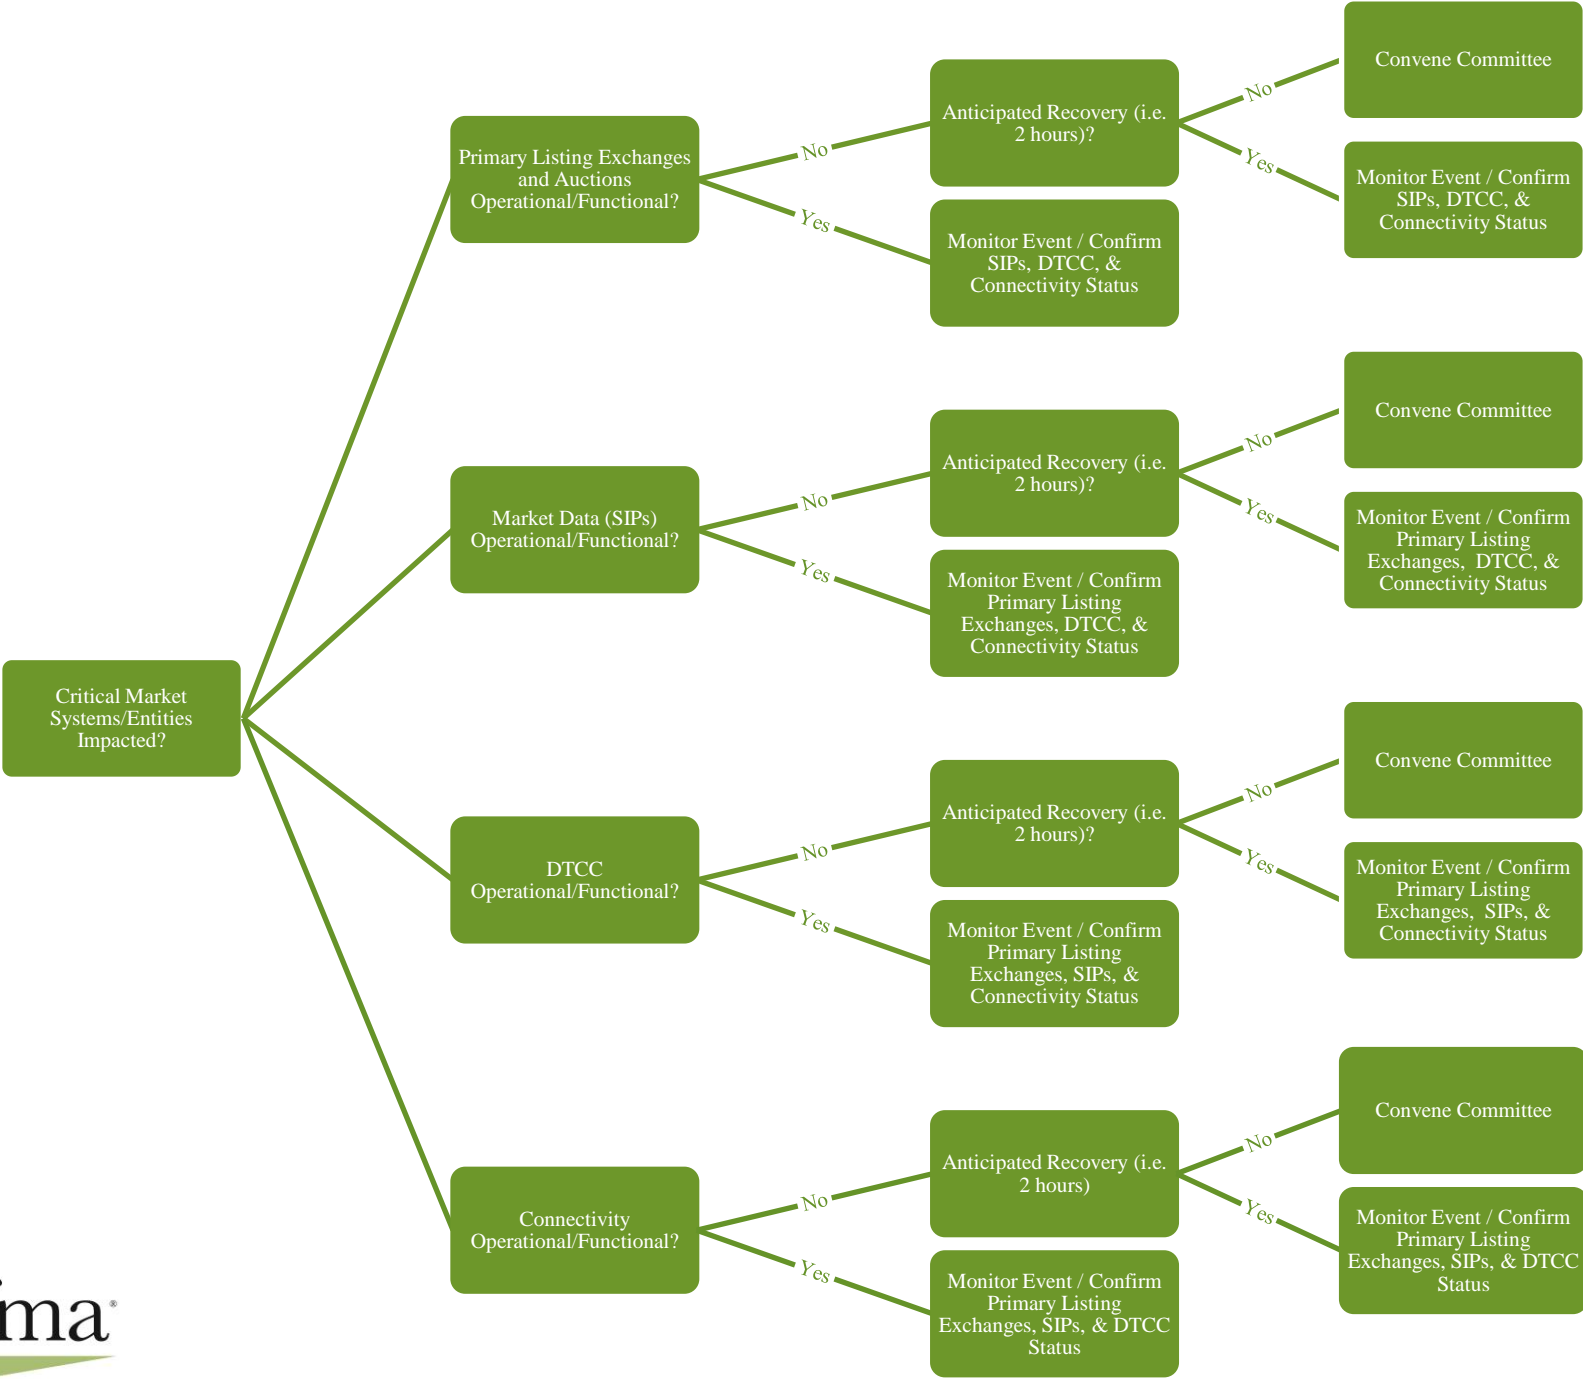 Critical Market
Systems/Entities
Impacted?
Primary Listing Exchanges
and Auctions
Operational/Functional?
No
Anticipated Recovery (i.e.
2 hours)?
No
Convene Committee
Yes
Monitor Event / Confirm
SIPs, DTCC, &
Connectivity Status
Yes
Monitor Event / Confirm
SIPs, DTCC, &
Connectivity Status
Market Data (SIPs)
Operational/Functional?
No
Anticipated Recovery (i.e.
2 hours)?
No
Convene Committee
Yes
Monitor Event / Confirm
Primary Listing
Exchanges, DTCC, &
Connectivity Status
Yes
Monitor Event / Confirm
Primary Listing
Exchanges, DTCC, &
Connectivity Status
DTCC
Operational/Functional?
No
Anticipated Recovery (i.e.
2 hours)?
No
Convene Committee
Yes
Monitor Event / Confirm
Primary Listing
Exchanges, SIPs, &
Connectivity Status
Yes
Monitor Event / Confirm
Primary Listing
Exchanges, SIPs, &
Connectivity Status
Connectivity
Operational/Functional?
No
Anticipated Recovery (i.e.
2 hours)
No
Convene Committee
Yes
Monitor Event / Confirm
Primary Listing
Exchanges, SIPs, & DTCC
Status
Yes
Monitor Event / Confirm
Primary Listing
Exchanges, SIPs, & DTCC
Status
ma®